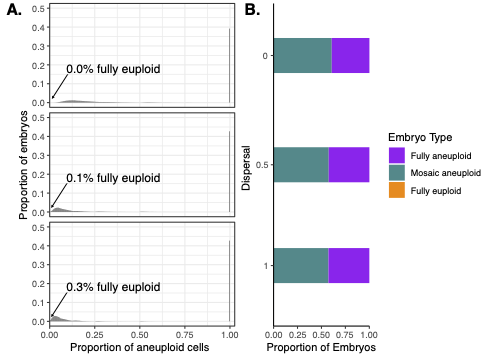 A.
B.
0.5
0.4
0.3
0.2
0.1
0.0
0.0% fully euploid
0.5
0.4
0.3
0.2
0.1
0.0
0.1% fully euploid
0.5
0.4
0.3
0.2
0.1
0.0
0.3% fully euploid
Proportion of embryos
0.00 0.25 0.50 0.75 1.00
Proportion of aneuploid cells
Dispersal
0
0.5
1
0.00 0.25 0.50 0.75 1.00
Proportion of Embryos
Embryo Type
Fully aneuploid
Mosaic aneuploid
Fully euploid